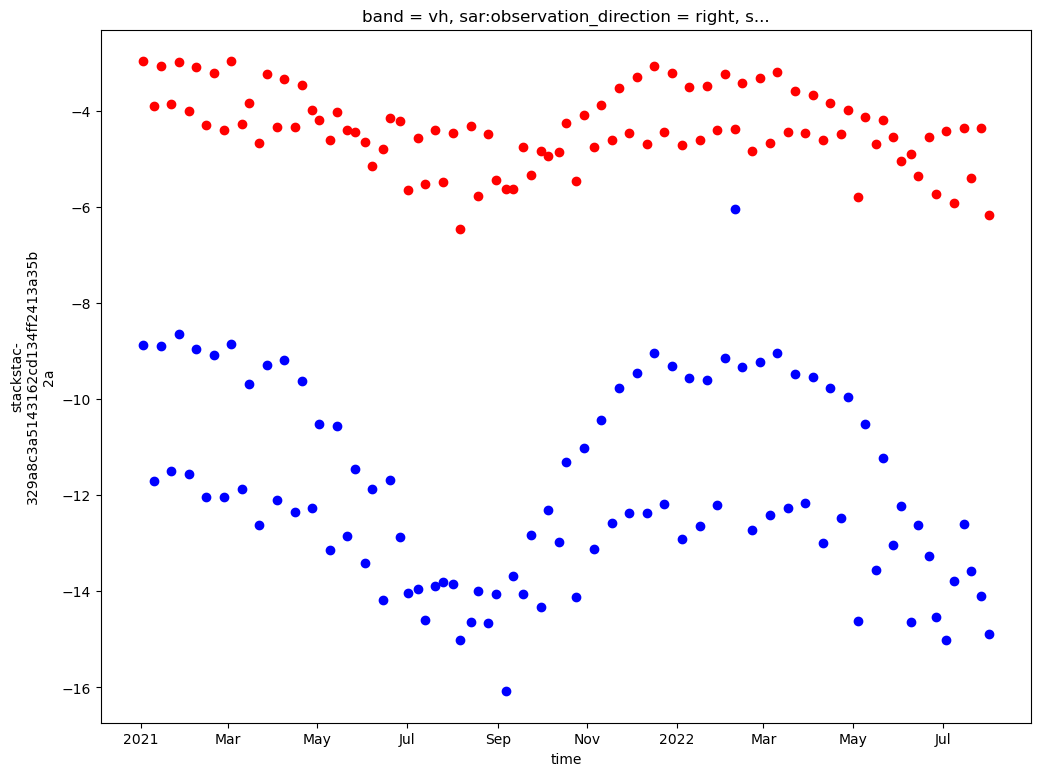 band = vh, sar:observation_direction = right, s...
−4
−6
−8
−10
−12
−14
−16
stackstac-
329a8c3a5143162cd134ff2413a35b
2a
2021
Mar
May
Jul
Sep
Nov
2022
Mar
May
Jul
time